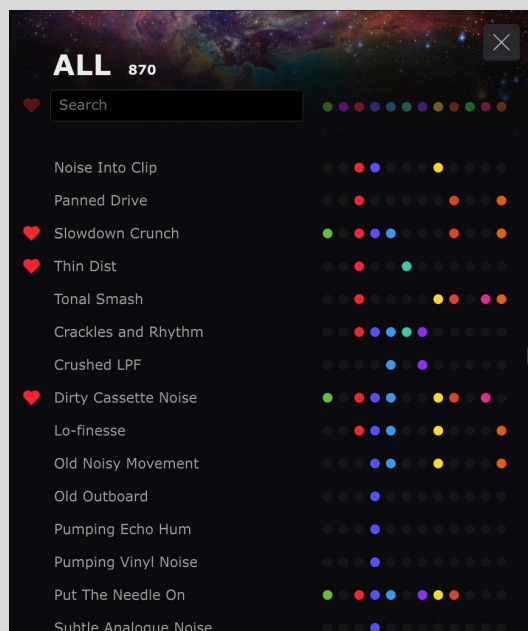 ALL 870
Search
Noise Into Clip
Panned Drive
Slowdown Crunch
Thin Dist
Tonal Smash
Crackles and Rhythm
Crushed LPF
Dirty Cassette Noise
Lo-finesse
Old Noisy Movement
Old Outboard
Pumping Echo Hum
Pumping Vinyl Noise
Put The Needle On
Subtle Analogue Noise